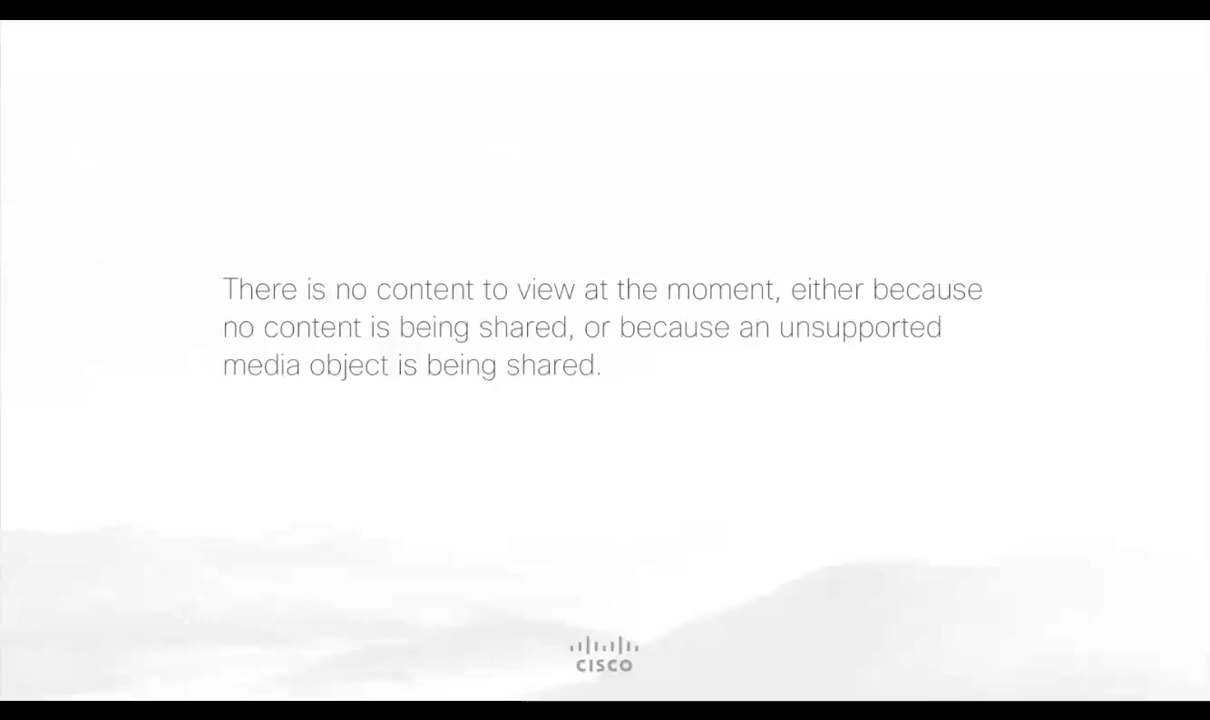 There is no content to view at the moment, either because
no content is being shared, or because an unsupported
media object is being shared.
CISCO